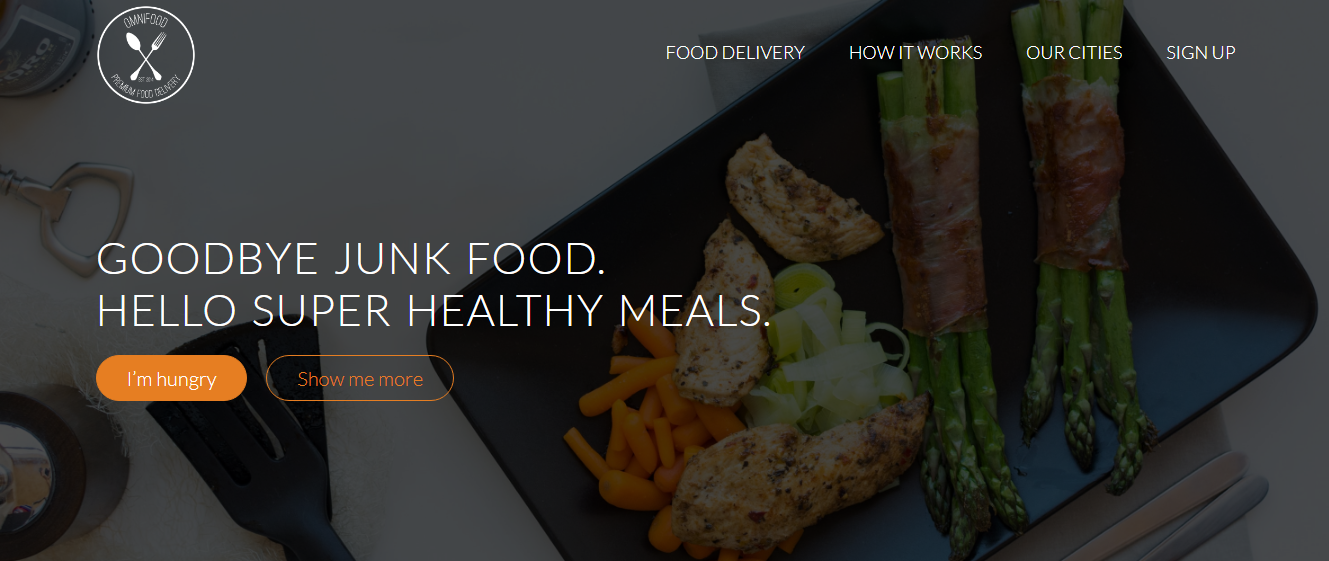 OMNIFOOD
EST 2014
PREMIUM FOOD DELIVERY
FOOD DELIVERY
HOW IT WORKS
OUR CITIES
SIGN UP
GOODBYE JUNK FOOD.
HELLO SUPER HEALTHY MEALS.
I'm hungry
Show me more